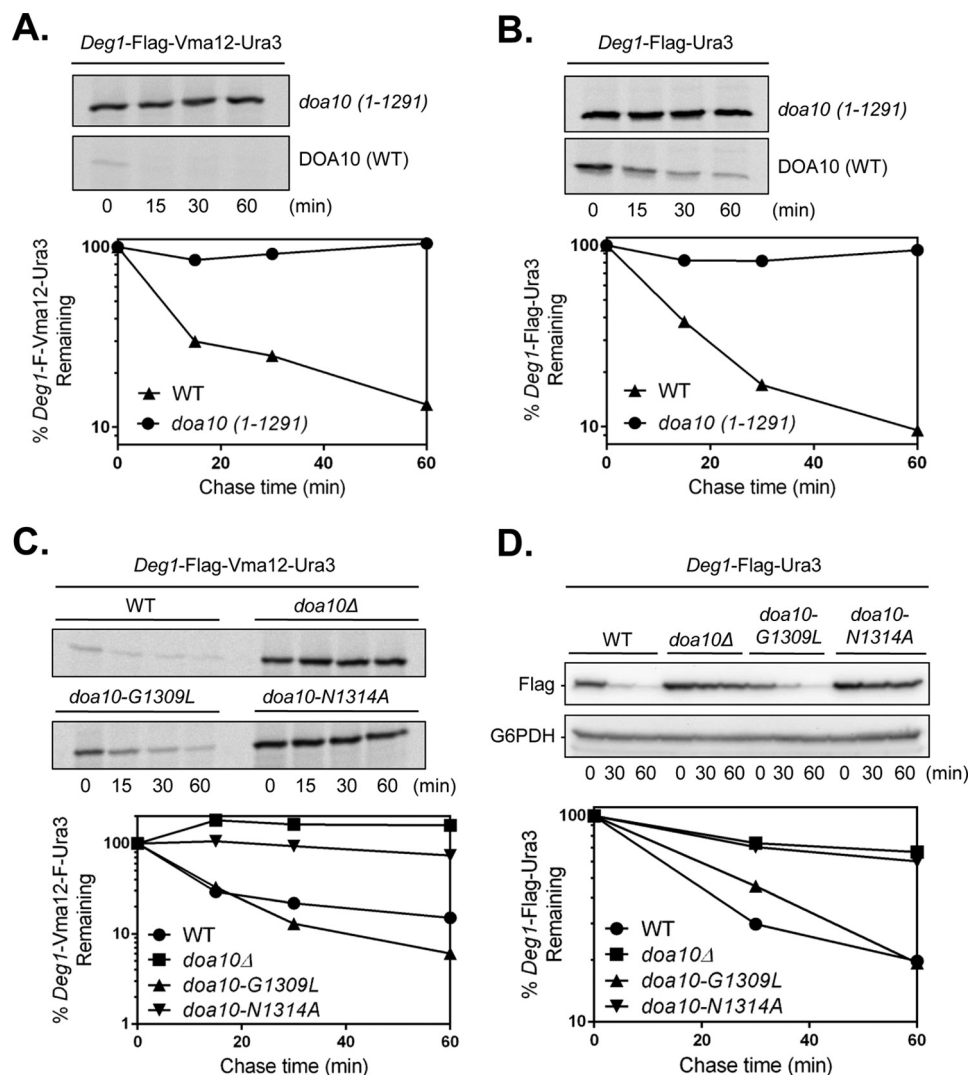 A.
Deg1-Flag-Vma12-Ura3
doa10 (1-1291)
DOA10 (WT)
0 15 30 60 (min)
% Deg1-F-Vma12-Ura3
Remaining
100
10
WT
doa10 (1-1291)
0 20 40 60
Chase time (min)
B.
Deg1-Flag-Ura3
doa10 (1-1291)
DOA10 (WT)
0 15 30 60 (min)
% Deg1-Flag-Ura3
Remaining
100
10
WT
doa10 (1-1291)
0 20 40 60
Chase time (min)
C.
Deg1-Flag-Vma12-Ura3
WT doa10Δ
doa10-G1309L doa10-N1314A
0 15 30 60 0 15 30 60 (min)
% Deg1-Vma12-F-Ura3
Remaining
100
10
1
WT
doa10Δ
doa10-G1309L
doa10-N1314A
0 20 40 60
Chase time (min)
D.
Deg1-Flag-Ura3
WT doa10Δ doa10-G1309L doa10-N1314A
Flag
G6PDH
0 30 60 0 30 60 0 30 60 0 30 60 (min)
% Deg1-Flag-Ura3
Remaining
100
10
WT
doa10Δ
doa10-G1309L
doa10-N1314A
0 20 40 60
Chase time (min)